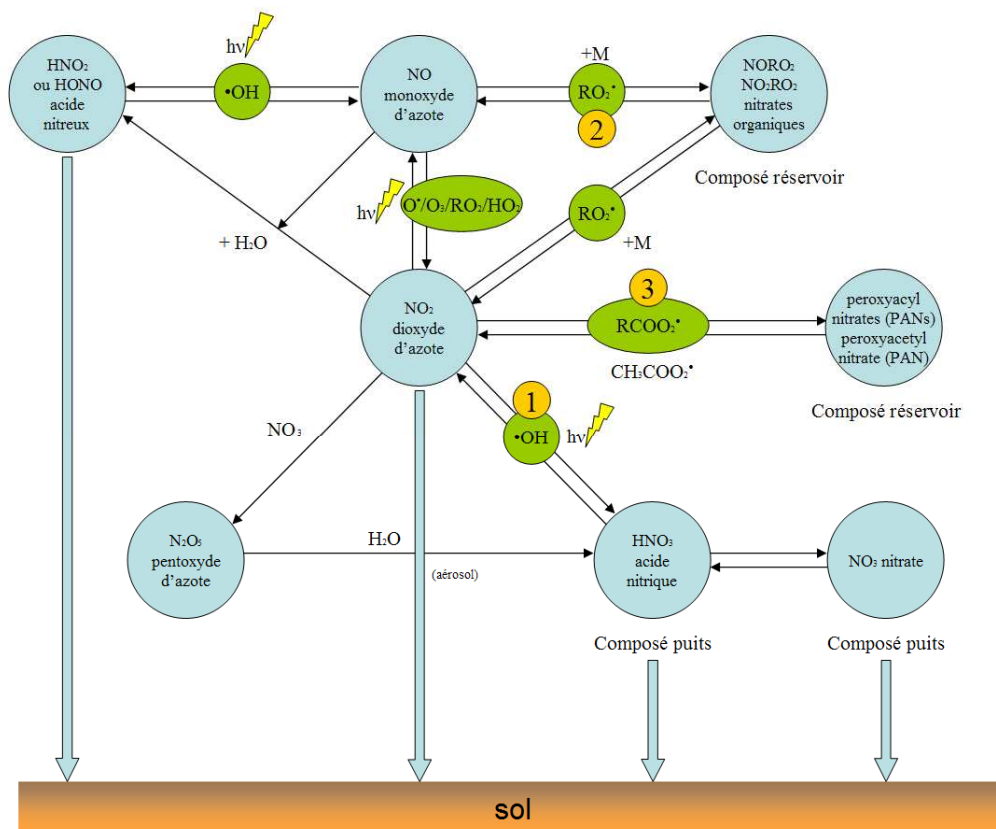 hν
+M
HNO₂
ou HONO
acide
nitreux
•OH
NO
monoxyde
d'azote
RO₂•
2
NORO₂
NO₂RO₂
nitrates
organiques
Composé réservoir
hν
O•/O₃/RO₂/HO₂
RO₂•
+M
+ H₂O
NO₂
dioxyde
d'azote
3
RCOO₂•
CH₃COO₂•
peroxyacyl
nitrates (PANs)
peroxyacetyl
nitrate (PAN)
Composé réservoir
1
•OH
hν
NO₃
N₂O₅
pentoxyde
d'azote
H₂O
(aérosol)
HNO₃
acide
nitrique
NO₃ nitrate
Composé puits
Composé puits
sol